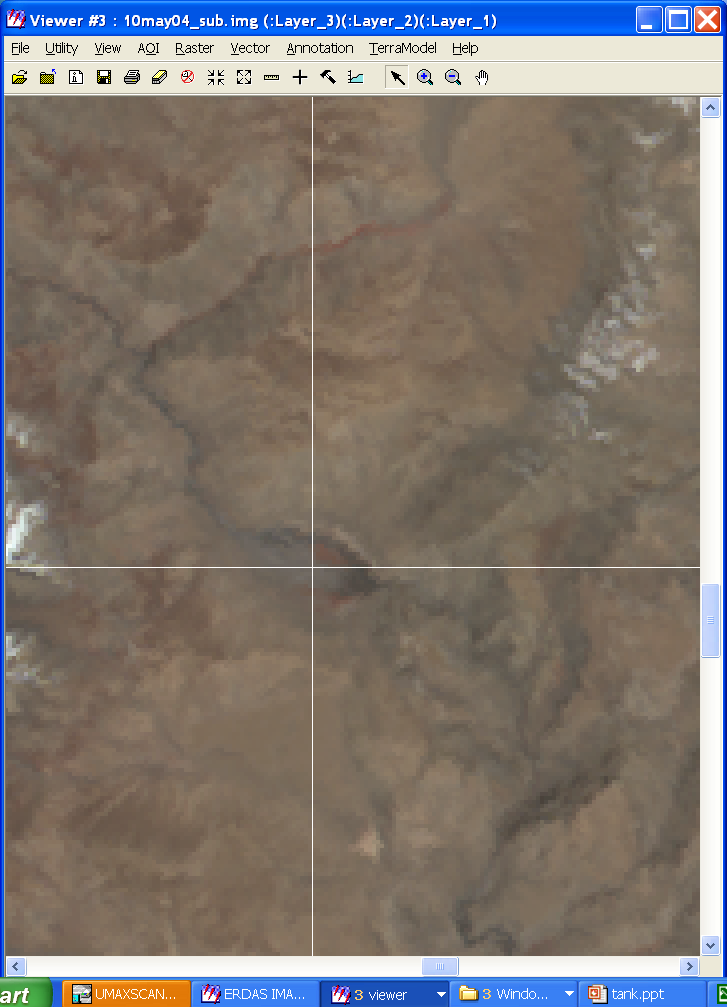 Viewer #3 : 10may04_sub.img (:Layer_3)(:Layer_2)(:Layer_1)
File Utility View AOI Raster Vector Annotation TerraModel Help
art UMAXSCAN... ERDAS IMA... 3 viewer 3 Windo... tank.ppt